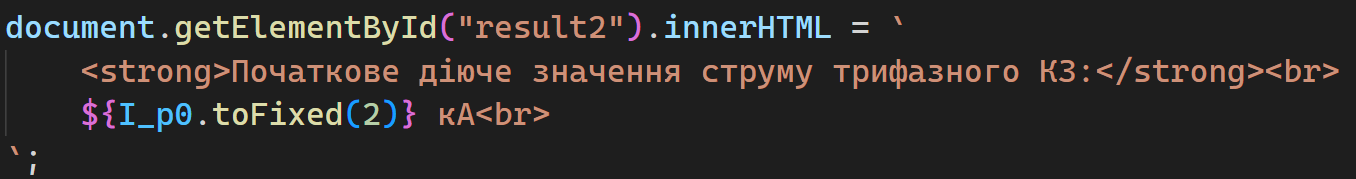 document.getElementById("result2").innerHTML = `
<strong>Початкове діюче значення струму трифазного КЗ:</strong><br>
${I_p0.toFixed(2)} кА<br>
`;